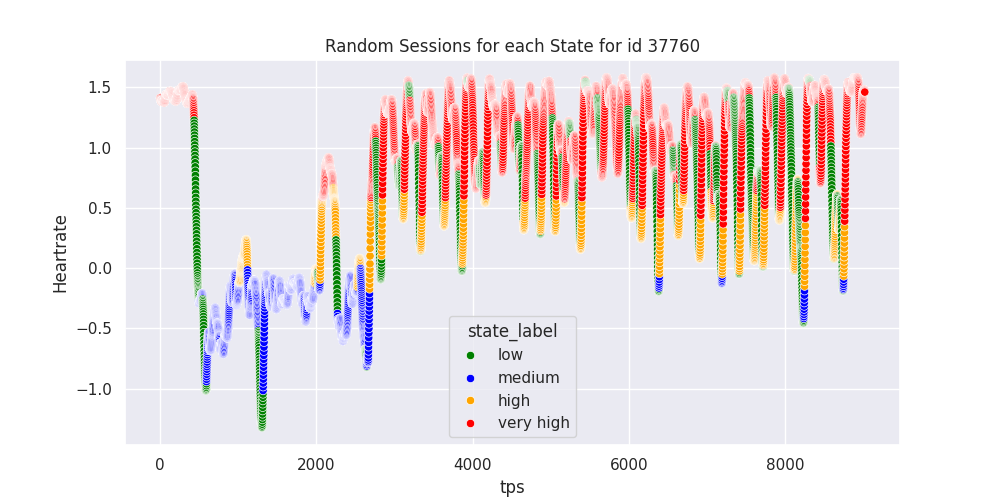 Random Sessions for each State for id 37760
Heartrate
1.5
1.0
0.5
0.0
−0.5
−1.0
state_label
low
medium
high
very high
0 2000 4000 6000 8000
tps